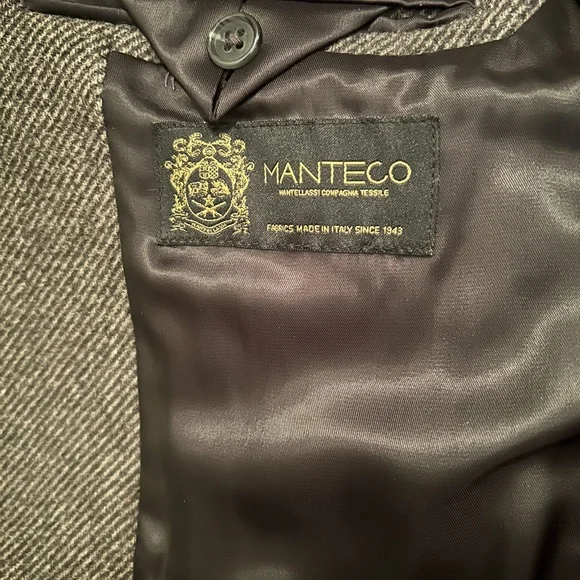 MANTECO
MANTELLASSI COMPAGNIA TESSILE
FABRICS MADE IN ITALY SINCE 1943